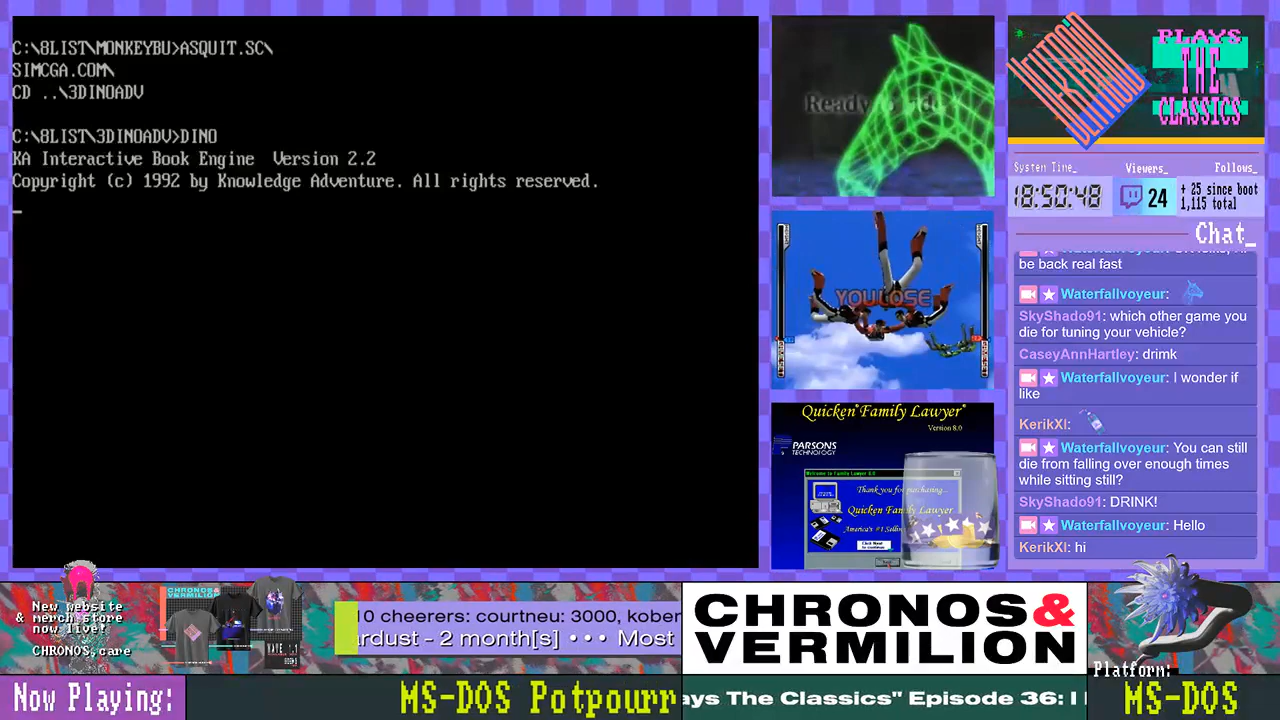 C:\8LIST\MONKEYBU>ASQUIT.SC\
SIMCGA.COM\
CD ..\3DINOADV
C:\8LIST\3DINOADV>DINO
KA Interactive Book Engine  Version 2.2
Copyright (c) 1992 by Knowledge Adventure. All rights reserved.
YOU LOSE
Quicken Family Lawyer
Version 8.0
PARSONS
TECHNOLOGY
Thank you for purchasing...
Quicken Family Lawyer
PLAYS
THE
CLASSICS
System Time_
Viewers_
Follows_
18:50:48
24
+ 25 since boot
1,115 total
Chat_
be back real fast
Waterfallvoyeur:
SkyShado91: which other game you
die for tuning your vehicle?
CaseyAnnHartley: drimk
Waterfallvoyeur: I wonder if
like
KerikXI:
Waterfallvoyeur: You can still
die from falling over enough times
while sitting still?
SkyShado91: DRINK!
Waterfallvoyeur: Hello
KerikXI: hi
New website
& merch store
now live!
CHRONOS.care
CHRONOS&
VERMILION
10 cheerers: courtneu: 3000, kober
ardust - 2 month[s] ••• Most
CHRONOS&
VERMILION
Platform:
Now Playing:
MS-DOS Potpourr
ays The Classics" Episode 36: I
MS-DOS